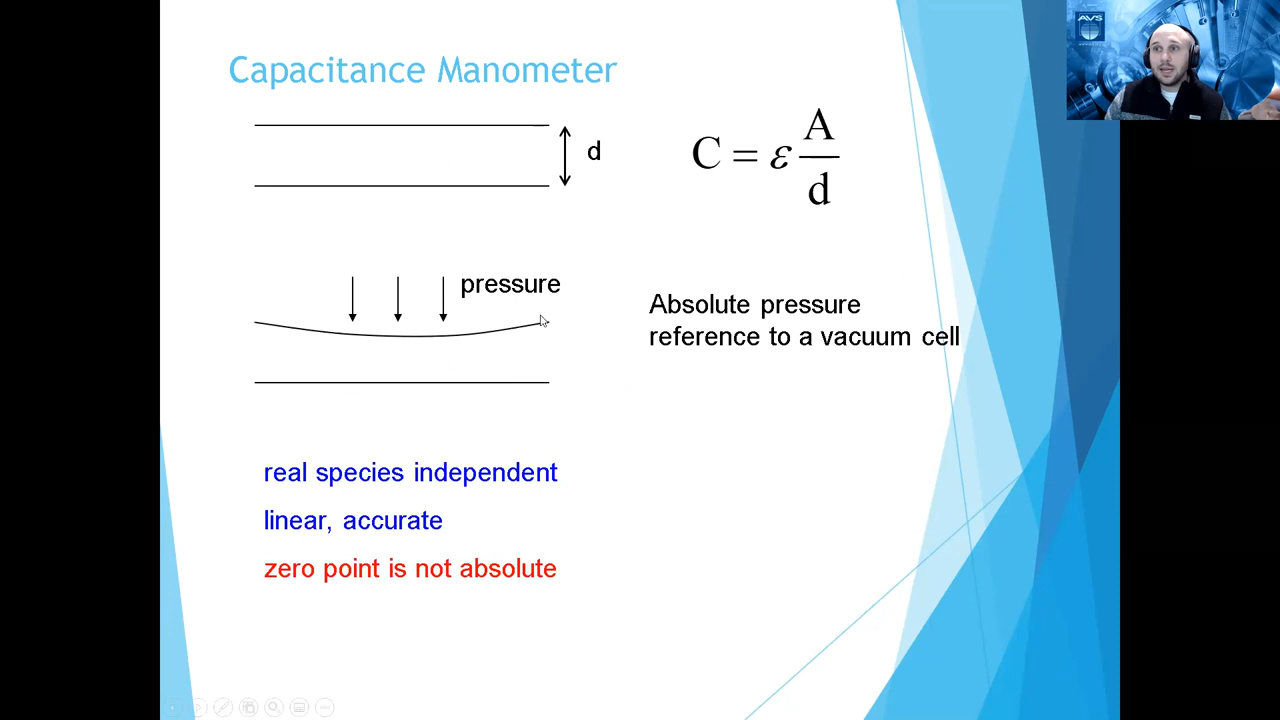 Capacitance Manometer
d
C = ε A/d
pressure
Absolute pressure
reference to a vacuum cell
real species independent
linear, accurate
zero point is not absolute
AVS